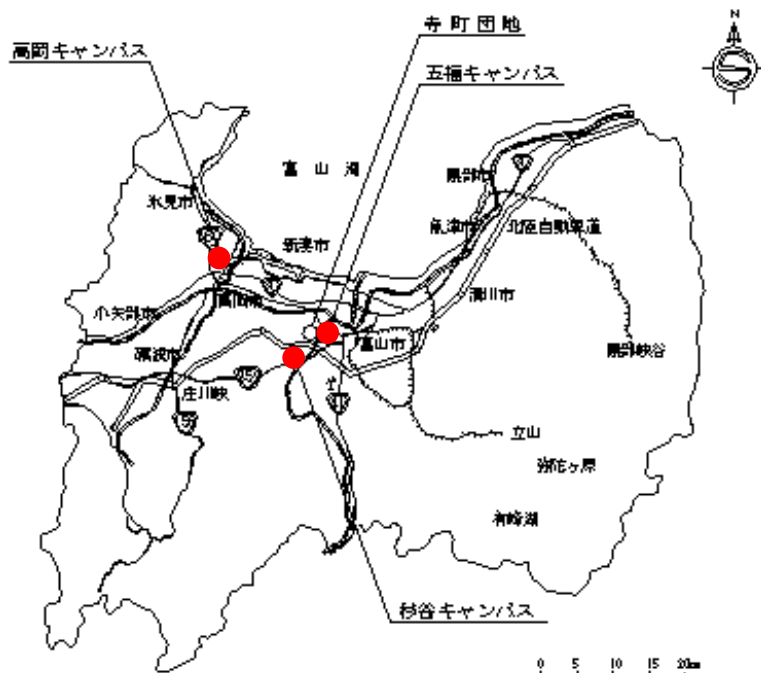 N
寺町団地
高岡キャンパス
五福キャンパス
富山湾
黒部市
氷見市
魚津市
北陸自動車道
新湊市
滑川市
高岡市
小矢部市
富山市
砺波市
黒部峡谷
庄川峡
立山
弥陀ヶ原
有峰湖
杉谷キャンパス
0 5 10 15 20km